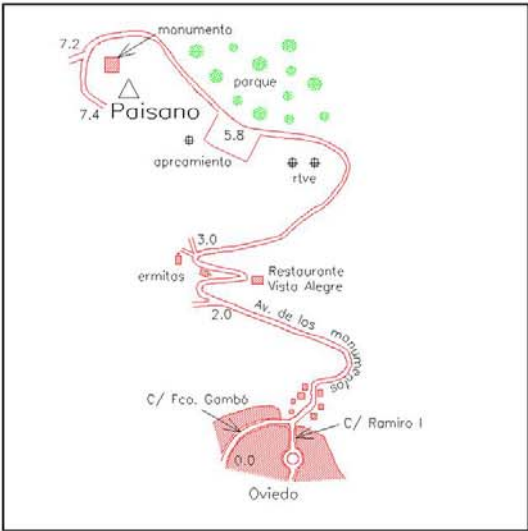 monumento
7.2
parque
7.4
Paisano
5.8
aprcamiento
rtve
3.0
ermitas
Restaurante
Vista Alegre
2.0
Av. de los monumentos
C/ Fco. Gambó
C/ Ramiro I
0.0
Oviedo